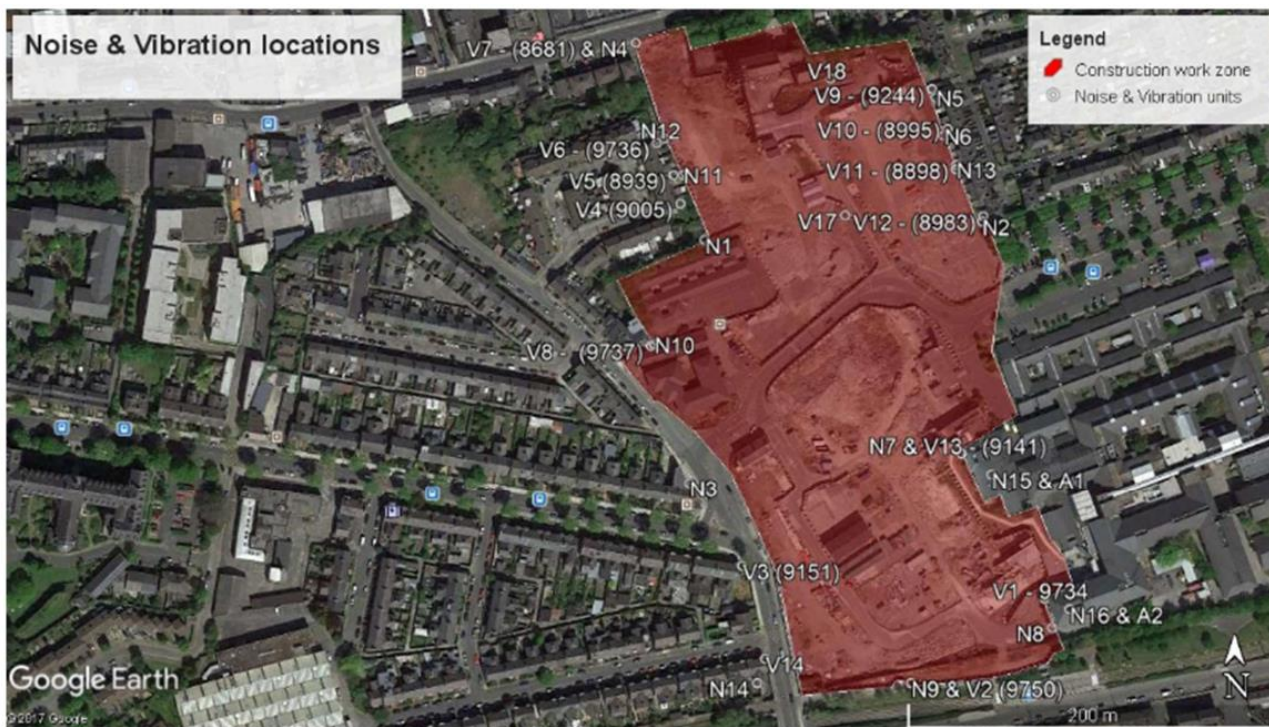 Noise & Vibration locations
V7 - (8681) & N4
Legend
Construction work zone
Noise & Vibration units
V18
V9 - (9244) N5
V10 - (8995) N6
N12
V6 - (9736)
V11 - (8898) N13
V5 (8939) N11
V4 (9005)
V17 V12 - (8983) N2
N1
V8 - (9737) N10
N7 & V13 - (9141)
N15 & A1
N3
V3 (9151)
V1 - 9734
N16 & A2
N8
V14
N14
N9 & V2 (9750)
Google Earth
N
©2017 Google
200 m